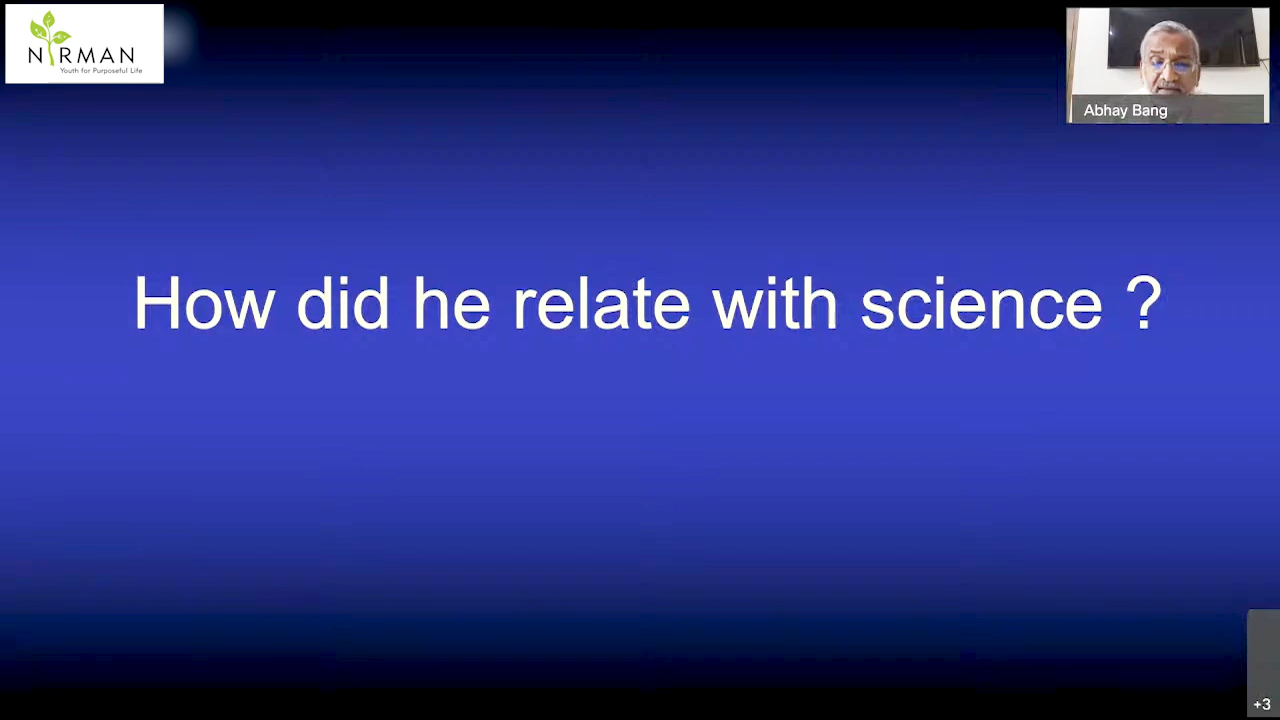 NIRMAN
Youth for Purposeful Life
Abhay Bang
How did he relate with science ?
+3